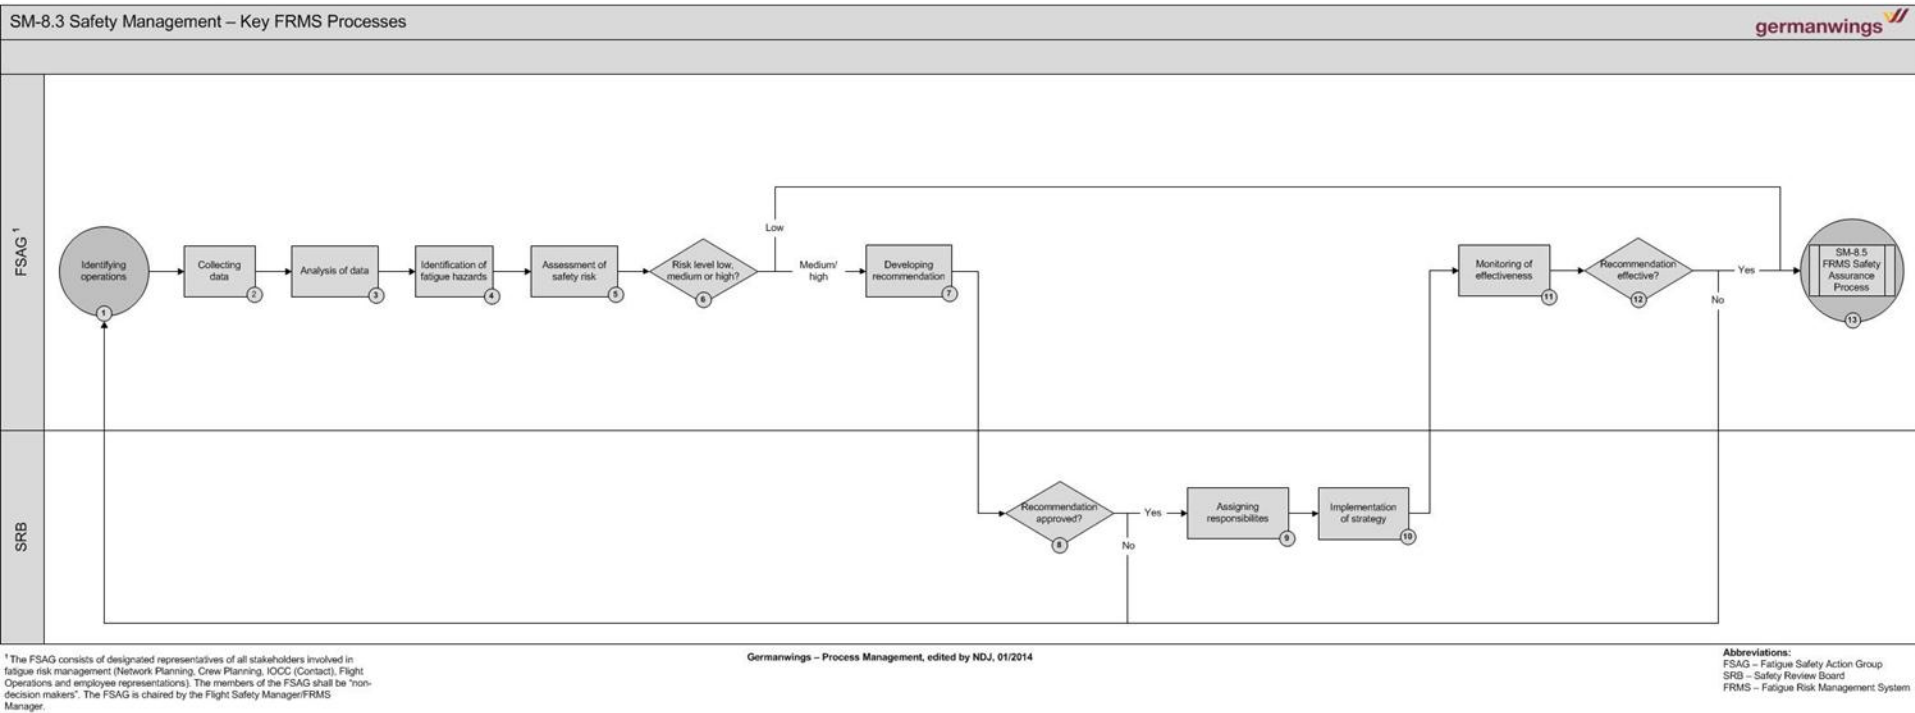 SM-8.3 Safety Management – Key FRMS Processes
germanwings
FSAG 1
Identifying
operations
1
Collecting
data
2
Analysis of data
3
Identification of
fatigue hazards
4
Assessment of
safety risk
5
Risk level low,
medium or high?
6
Low
Medium/
high
Developing
recommendation
7
Monitoring of
effectiveness
11
Recommendation
effective?
12
Yes
No
SM-8.5
FRMS Safety
Assurance
Process
13
SRB
Recommendation
approved?
8
Yes
No
Assigning
responsibilites
9
Implementation
of strategy
10
1 The FSAG consists of designated representatives of all stakeholders involved in
fatigue risk management (Network Planning, Crew Planning, IOCC (Contact), Flight
Operations and employee representations). The members of the FSAG shall be "non-
decision makers". The FSAG is chaired by the Flight Safety Manager/FRMS
Manager.
Germanwings – Process Management, edited by NDJ, 01/2014
Abbreviations:
FSAG – Fatigue Safety Action Group
SRB – Safety Review Board
FRMS – Fatigue Risk Management System